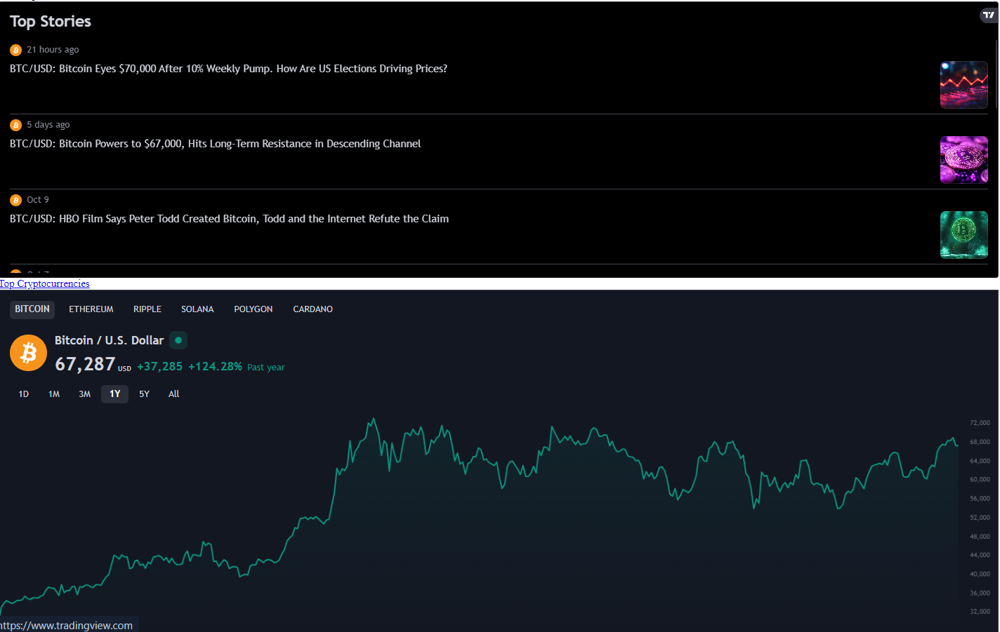 Top Stories
21 hours ago
BTC/USD: Bitcoin Eyes $70,000 After 10% Weekly Pump. How Are US Elections Driving Prices?
5 days ago
BTC/USD: Bitcoin Powers to $67,000, Hits Long-Term Resistance in Descending Channel
Oct 9
BTC/USD: HBO Film Says Peter Todd Created Bitcoin, Todd and the Internet Refute the Claim
Top Cryptocurrencies
BITCOIN ETHEREUM RIPPLE SOLANA POLYGON CARDANO
Bitcoin / U.S. Dollar
67,287 USD +37,285 +124.28% Past year
1D 1M 3M 1Y 5Y All
72,000
68,000
64,000
60,000
56,000
52,000
48,000
44,000
40,000
36,000
32,000
https://www.tradingview.com